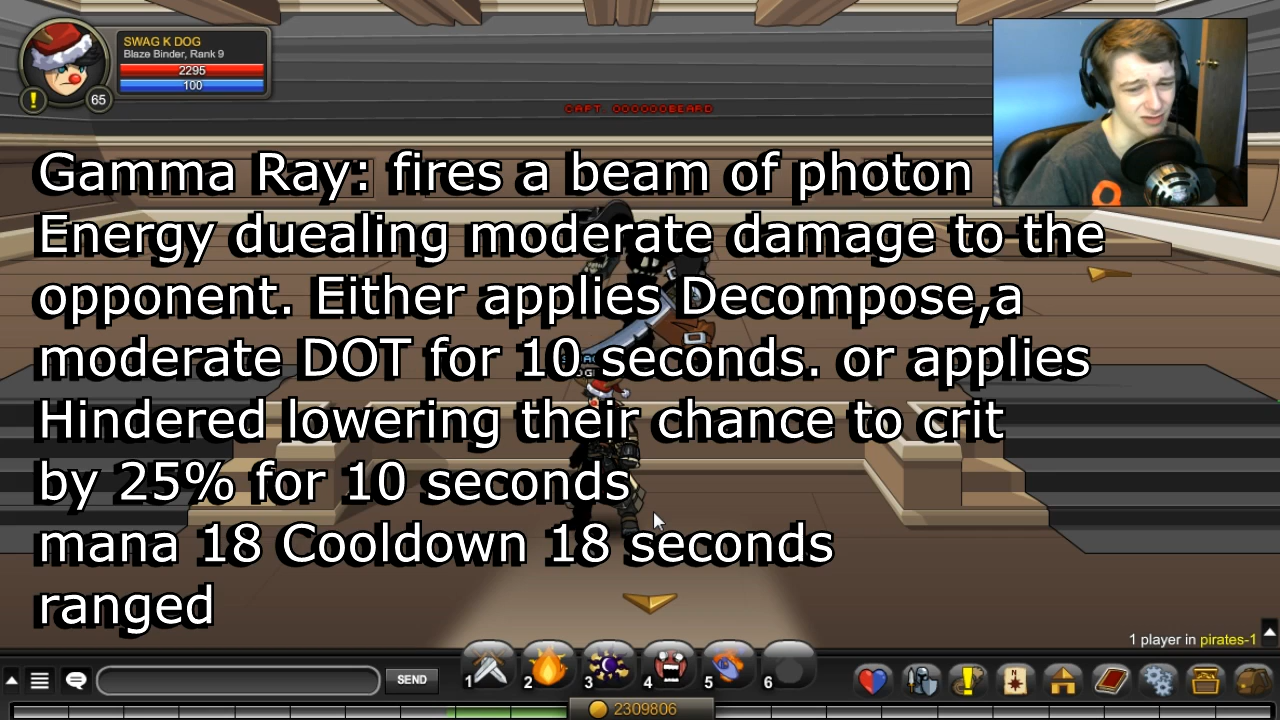 SWAG K DOG
Blaze Binder, Rank 9
2295
100
65
CAPT. OOOOOOBEARD
Gamma Ray: fires a beam of photon
Energy duealing moderate damage to the
opponent. Either applies Decompose,a
moderate DOT for 10 seconds. or applies
Hindered lowering their chance to crit
by 25% for 10 seconds
mana 18 Cooldown 18 seconds
ranged
1 player in pirates-1
SEND
1 2 3 4 5 6
N
2309806